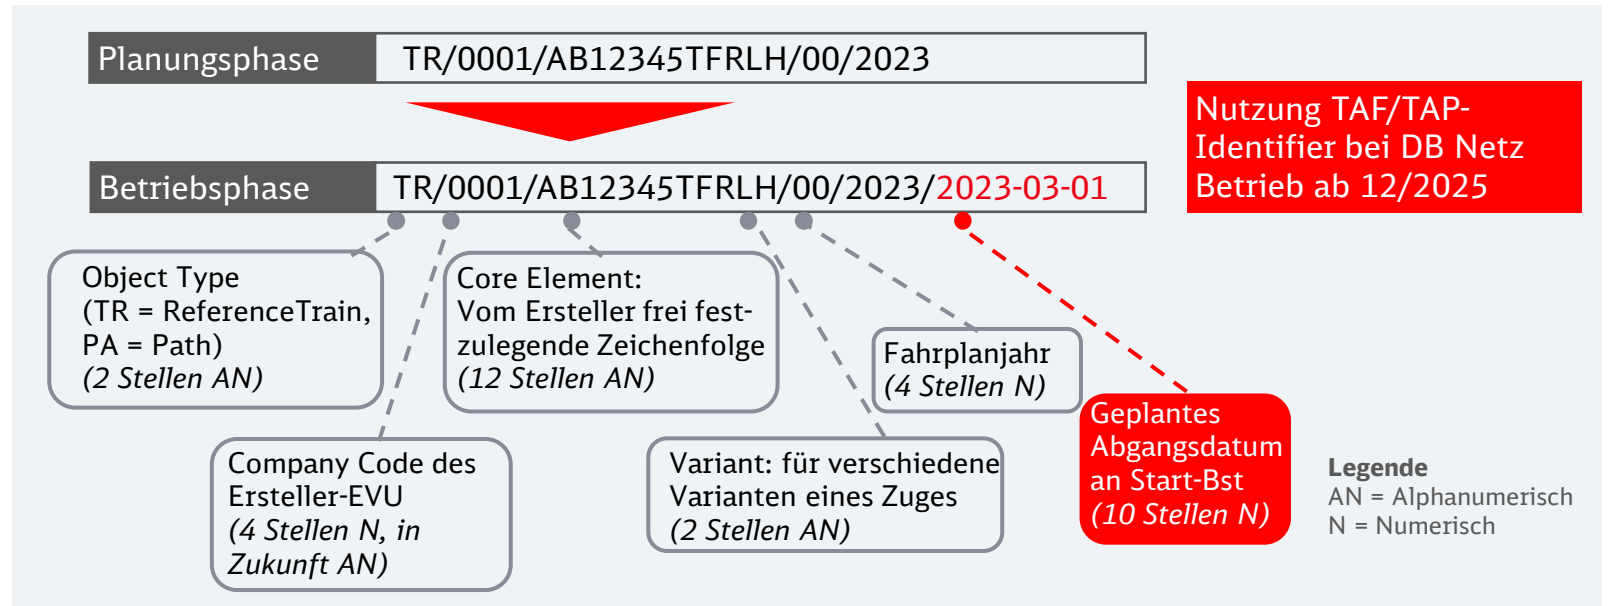 Planungsphase TR/0001/AB12345TFRLH/00/2023
Nutzung TAF/TAP-
Identifier bei DB Netz
Betrieb ab 12/2025
Betriebsphase TR/0001/AB12345TFRLH/00/2023/2023-03-01
Object Type
(TR = ReferenceTrain,
PA = Path)
(2 Stellen AN)
Core Element:
Vom Ersteller frei fest-
zulegende Zeichenfolge
(12 Stellen AN)
Fahrplanjahr
(4 Stellen N)
Geplantes
Abgangsdatum
an Start-Bst
(10 Stellen N)
Company Code des
Ersteller-EVU
(4 Stellen N, in
Zukunft AN)
Variant: für verschiedene
Varianten eines Zuges
(2 Stellen AN)
Legende
AN = Alphanumerisch
N = Numerisch